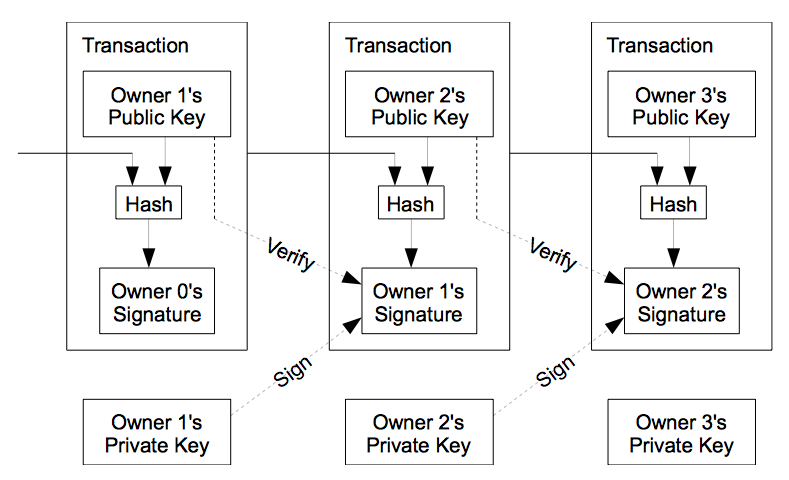 Transaction
Owner 1's
Public Key
Hash
Owner 0's
Signature
Transaction
Owner 2's
Public Key
Hash
Verify
Owner 1's
Signature
Sign
Transaction
Owner 3's
Public Key
Hash
Verify
Owner 2's
Signature
Sign
Owner 1's
Private Key
Owner 2's
Private Key
Owner 3's
Private Key